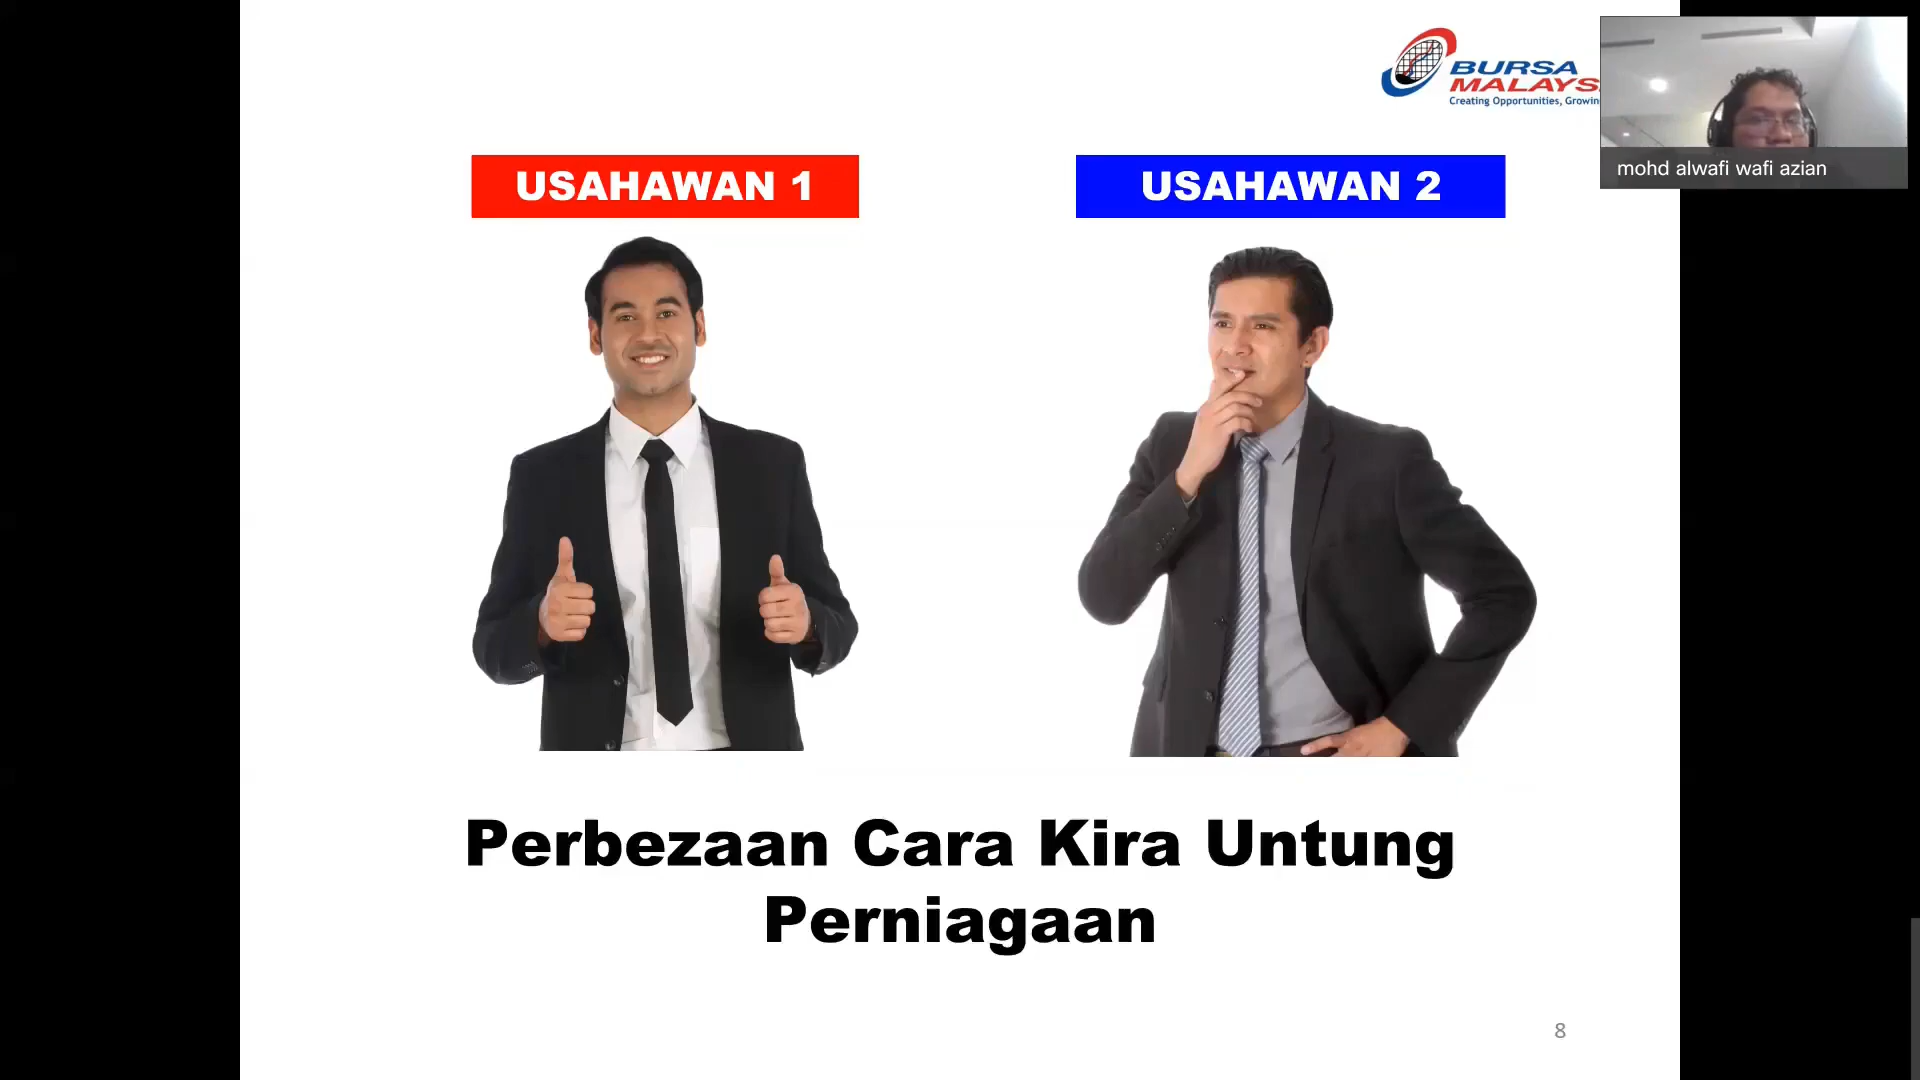 BURSA
MALAYS
Creating Opportunities, Growin
mohd alwafi wafi azian
USAHAWAN 1
USAHAWAN 2
Perbezaan Cara Kira Untung
Perniagaan
8